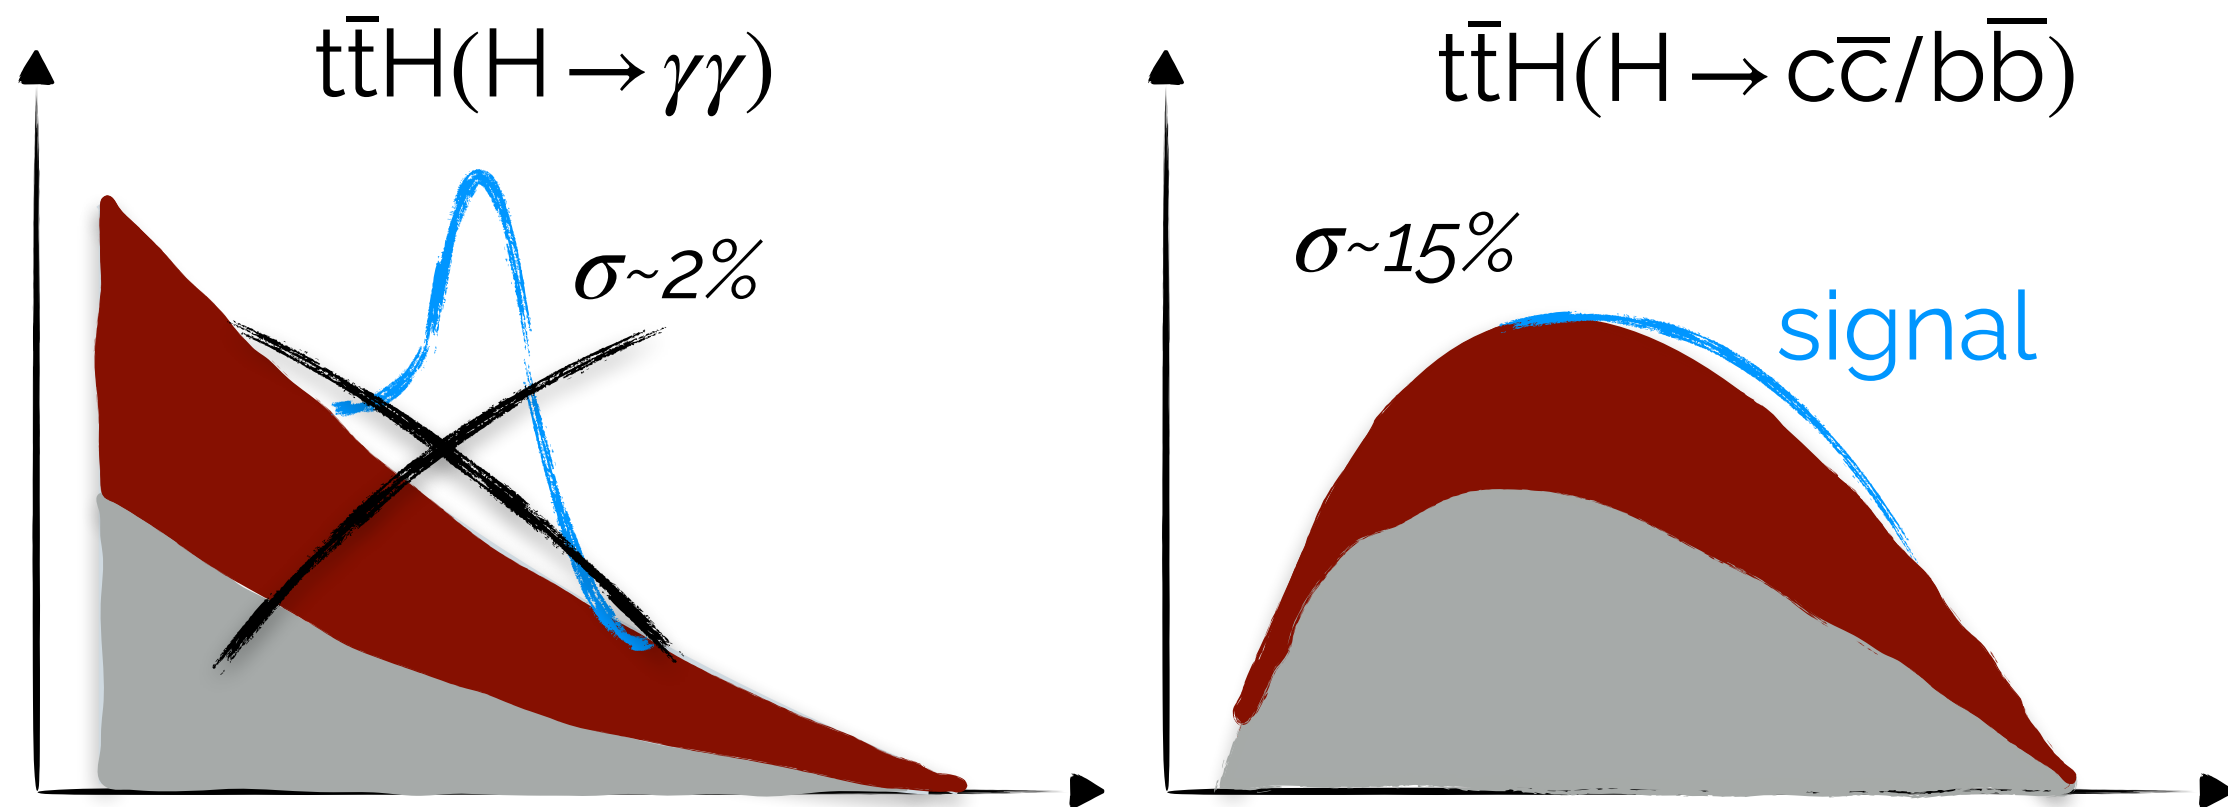 tt̅H(H → γγ)
σ~2%
tt̅H(H → cc̅/bb̅)
σ~15%
signal